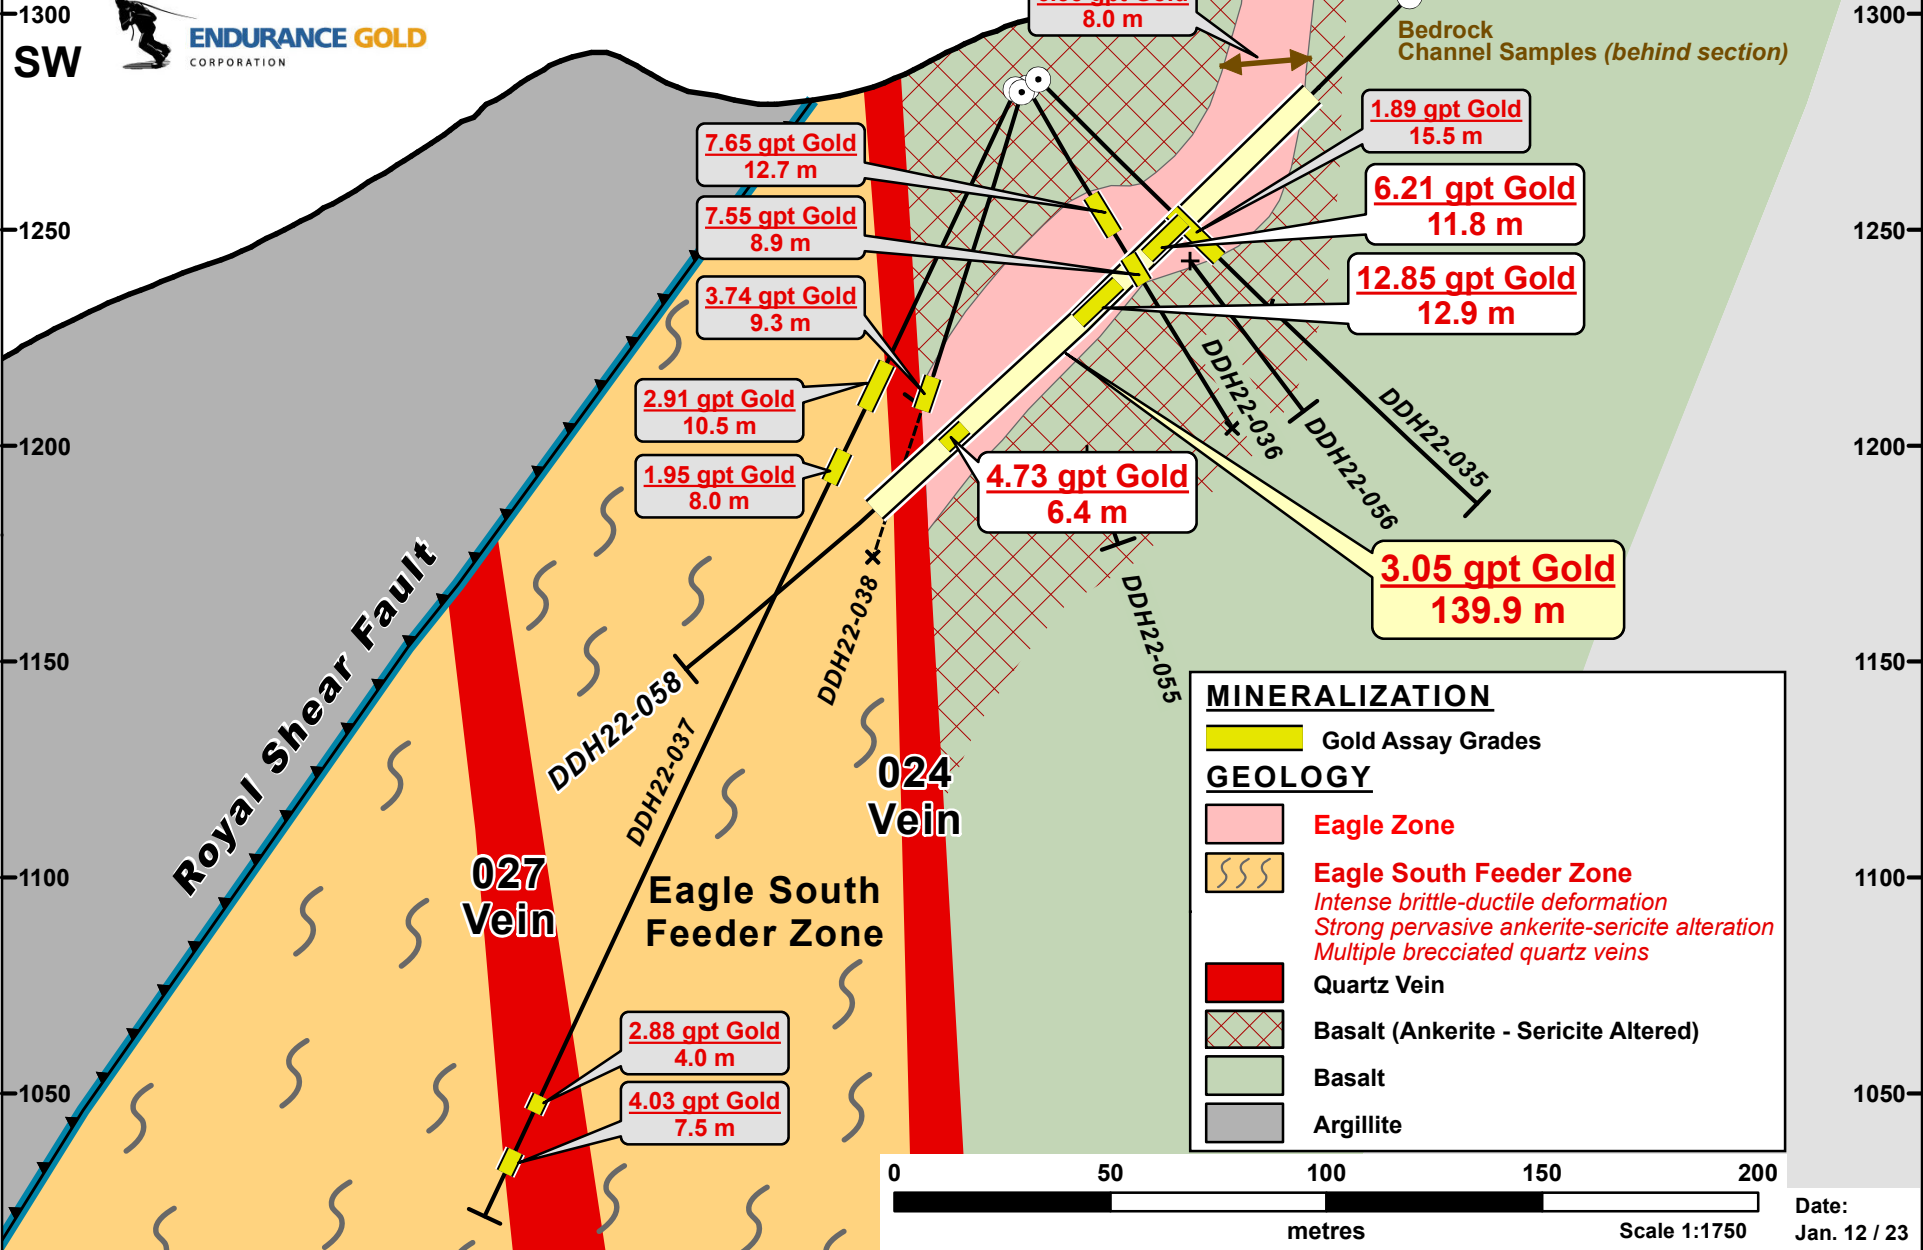 1300
SW
ENDURANCE GOLD
CORPORATION
8.0 m
Bedrock
Channel Samples (behind section)
1300
7.65 gpt Gold
12.7 m
1.89 gpt Gold
15.5 m
6.21 gpt Gold
11.8 m
7.55 gpt Gold
8.9 m
1250
1250
12.85 gpt Gold
12.9 m
3.74 gpt Gold
9.3 m
2.91 gpt Gold
10.5 m
1.95 gpt Gold
8.0 m
1200
1200
4.73 gpt Gold
6.4 m
DDH22-036
DDH22-056
DDH22-035
3.05 gpt Gold
139.9 m
Royal Shear Fault
DDH22-058
DDH22-037
DDH22-038
DDH22-055
1150
1150
024
Vein
027
Vein
Eagle South
Feeder Zone
1100
1100
2.88 gpt Gold
4.0 m
4.03 gpt Gold
7.5 m
1050
1050
MINERALIZATION
Gold Assay Grades
GEOLOGY
Eagle Zone
Eagle South Feeder Zone
Intense brittle-ductile deformation
Strong pervasive ankerite-sericite alteration
Multiple brecciated quartz veins
Quartz Vein
Basalt (Ankerite - Sericite Altered)
Basalt
Argillite
0 50 100 150 200
metres
Scale 1:1750
Date:
Jan. 12 / 23